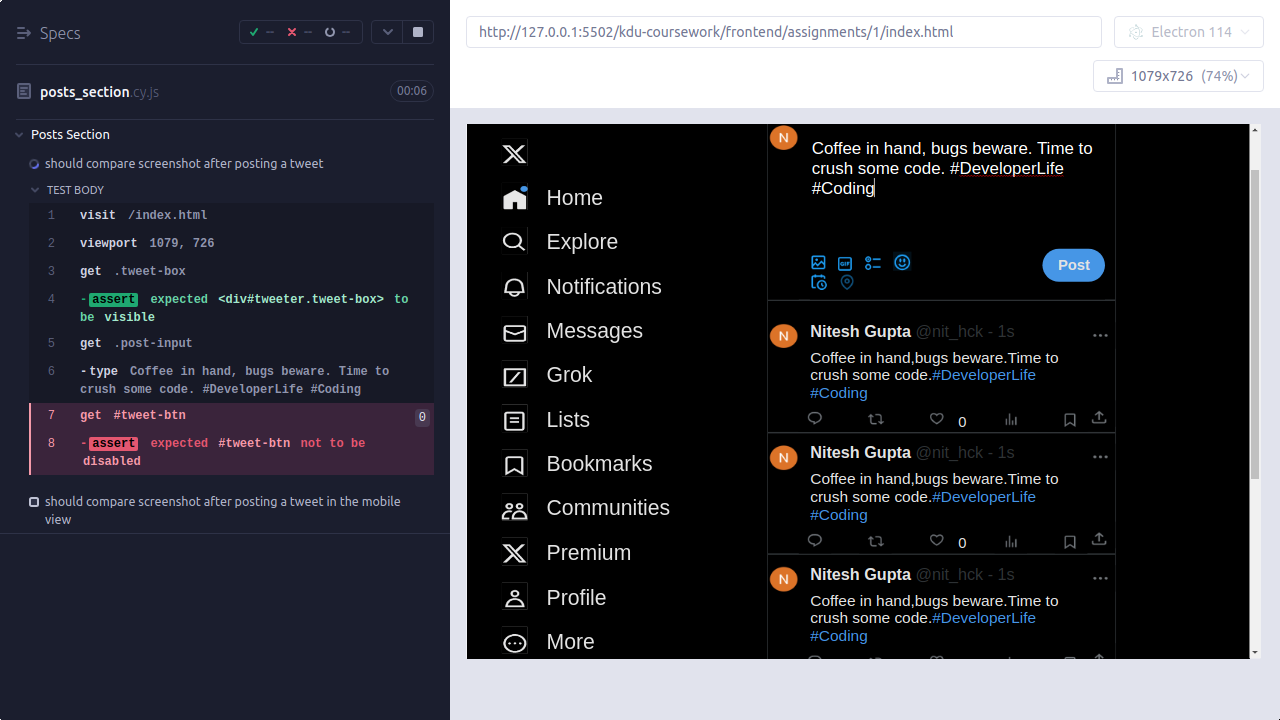 Specs
posts_section.cy.js 00:06
Posts Section
should compare screenshot after posting a tweet
TEST BODY
1 visit /index.html
2 viewport 1079, 726
3 get .tweet-box
4 -assert expected <div#tweeter.tweet-box> to
be visible
5 get .post-input
6 -type Coffee in hand, bugs beware. Time to
crush some code. #DeveloperLife #Coding
7 get #tweet-btn 0
8 -assert expected #tweet-btn not to be
disabled
should compare screenshot after posting a tweet in the mobile
view
http://127.0.0.1:5502/kdu-coursework/frontend/assignments/1/index.html
Electron 114
1079x726 (74%)
Home
Explore
Notifications
Messages
Grok
Lists
Bookmarks
Communities
Premium
Profile
More
N
Coffee in hand, bugs beware. Time to
crush some code. #DeveloperLife
#Coding
GIF
Post
N
Nitesh Gupta @nit_hck - 1s
Coffee in hand,bugs beware.Time to
crush some code.#DeveloperLife
#Coding
0
N
Nitesh Gupta @nit_hck - 1s
Coffee in hand,bugs beware.Time to
crush some code.#DeveloperLife
#Coding
0
N
Nitesh Gupta @nit_hck - 1s
Coffee in hand,bugs beware.Time to
crush some code.#DeveloperLife
#Coding